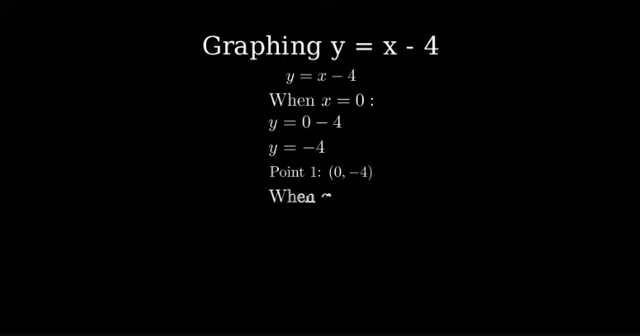 Graphing y = x - 4
y = x − 4
When x = 0 :
y = 0 − 4
y = −4
Point 1: (0, −4)
When